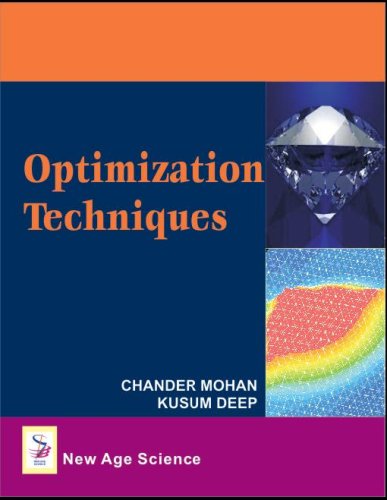 Optimization
Techniques
CHANDER MOHAN
KUSUM DEEP
New Age Science